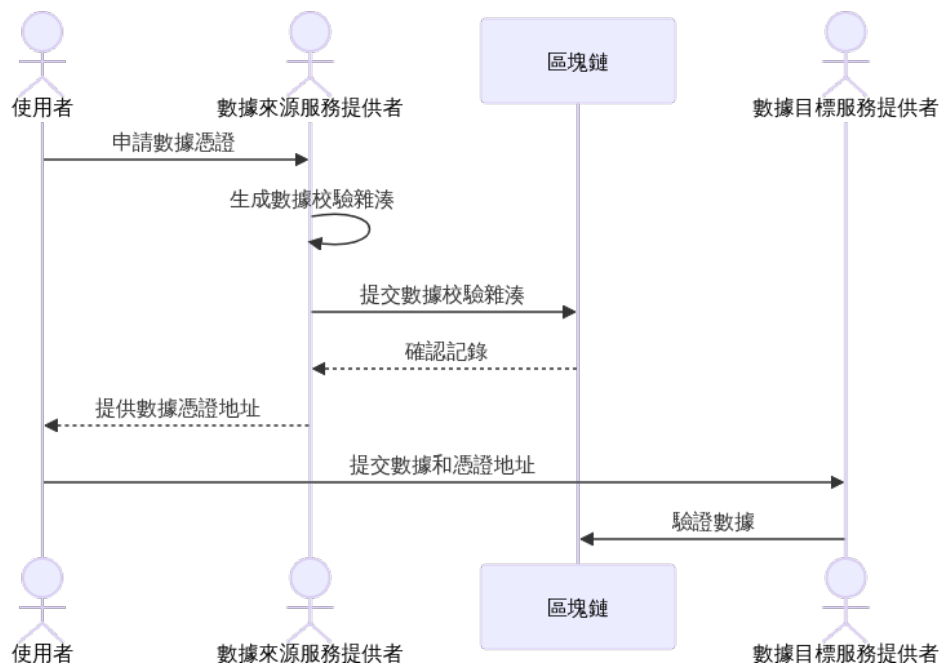 使用者
數據來源服務提供者
區塊鏈
數據目標服務提供者
申請數據憑證
生成數據校驗雜湊
提交數據校驗雜湊
確認記錄
提供數據憑證地址
提交數據和憑證地址
驗證數據
使用者
數據來源服務提供者
區塊鏈
數據目標服務提供者